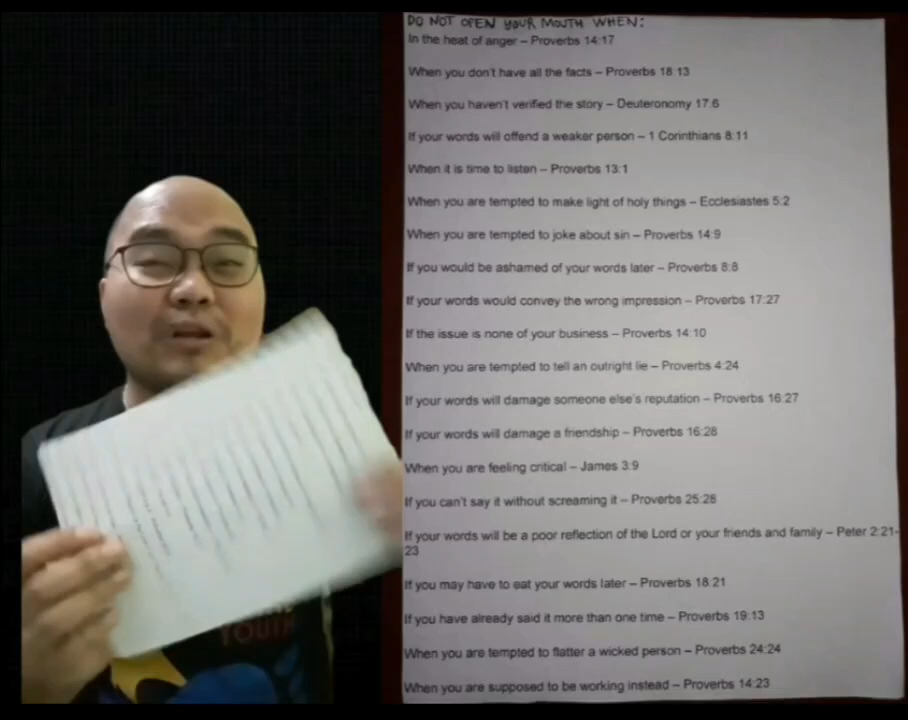 DO NOT OPEN YOUR MOUTH WHEN:
In the heat of anger – Proverbs 14:17
When you don't have all the facts – Proverbs 18:13
When you haven't verified the story – Deuteronomy 17:6
If your words will offend a weaker person – 1 Corinthians 8:11
When it is time to listen – Proverbs 13:1
When you are tempted to make light of holy things – Ecclesiastes 5:2
When you are tempted to joke about sin – Proverbs 14:9
If you would be ashamed of your words later – Proverbs 8:8
If your words would convey the wrong impression – Proverbs 17:27
If the issue is none of your business – Proverbs 14:10
When you are tempted to tell an outright lie – Proverbs 4:24
If your words will damage someone else's reputation – Proverbs 16:27
If your words will damage a friendship – Proverbs 16:28
When you are feeling critical – James 3:9
If you can't say it without screaming it – Proverbs 25:28
If your words will be a poor reflection of the Lord or your friends and family – Peter 2:21-
23
If you may have to eat your words later – Proverbs 18:21
If you have already said it more than one time – Proverbs 19:13
When you are tempted to flatter a wicked person – Proverbs 24:24
When you are supposed to be working instead – Proverbs 14:23
YOUTH